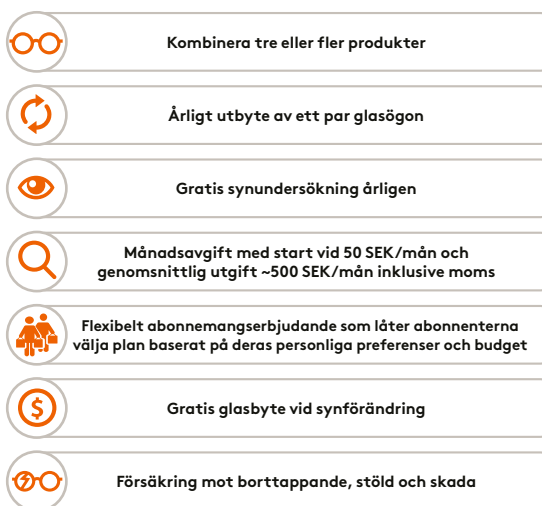 Kombinera tre eller fler produkter
Årligt utbyte av ett par glasögon
Gratis synundersökning årligen
Månadsavgift med start vid 50 SEK/mån och
genomsnittlig utgift ~500 SEK/mån inklusive moms
Flexibelt abonnemangserbjudande som låter abonnenterna
välja plan baserat på deras personliga preferenser och budget
Gratis glasbyte vid synförändring
Försäkring mot borttappande, stöld och skada